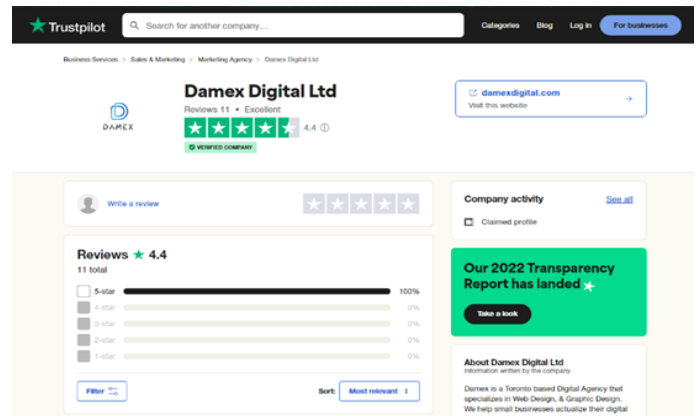 Trustpilot
Search for another company...
Categories
Blog
Log in
For businesses
Business Services > Sales & Marketing > Marketing Agency > Damex Digital Ltd
DAMEX
Damex Digital Ltd
Reviews 11 • Excellent
4.4
VERIFIED COMPANY
damexdigital.com
Visit this website
Write a review
Company activity
See all
Claimed profile
Reviews ★ 4.4
11 total
5-star 100%
4-star 0%
3-star 0%
2-star 0%
1-star 0%
Filter
Sort:
Most relevant
Our 2022 Transparency
Report has landed
Take a look
About Damex Digital Ltd
Information written by the company
Damex is a Toronto based Digital Agency that
specializes in Web Design, & Graphic Design.
We help small businesses actualize their digital